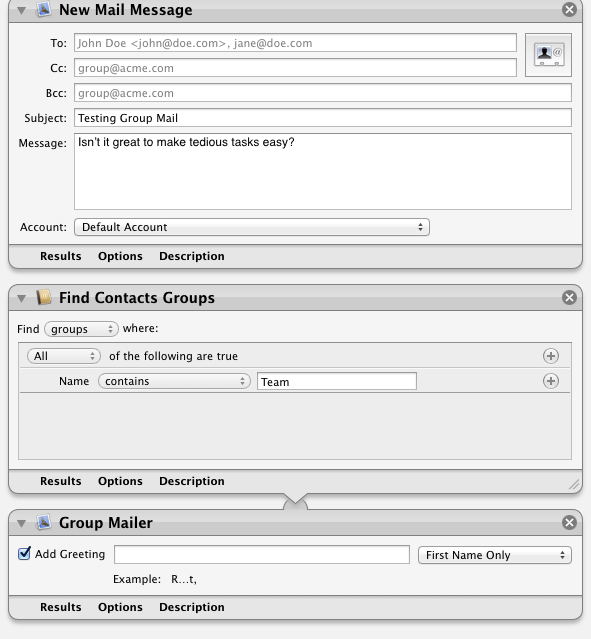 New Mail Message
To: John Doe <john@doe.com>, jane@doe.com
Cc: group@acme.com
Bcc: group@acme.com
Subject: Testing Group Mail
Message: Isn't it great to make tedious tasks easy?
Account: Default Account
Results Options Description
Find Contacts Groups
Find groups where:
All of the following are true
Name contains Team
Results Options Description
Group Mailer
Add Greeting First Name Only
Example: R...t,
Results Options Description